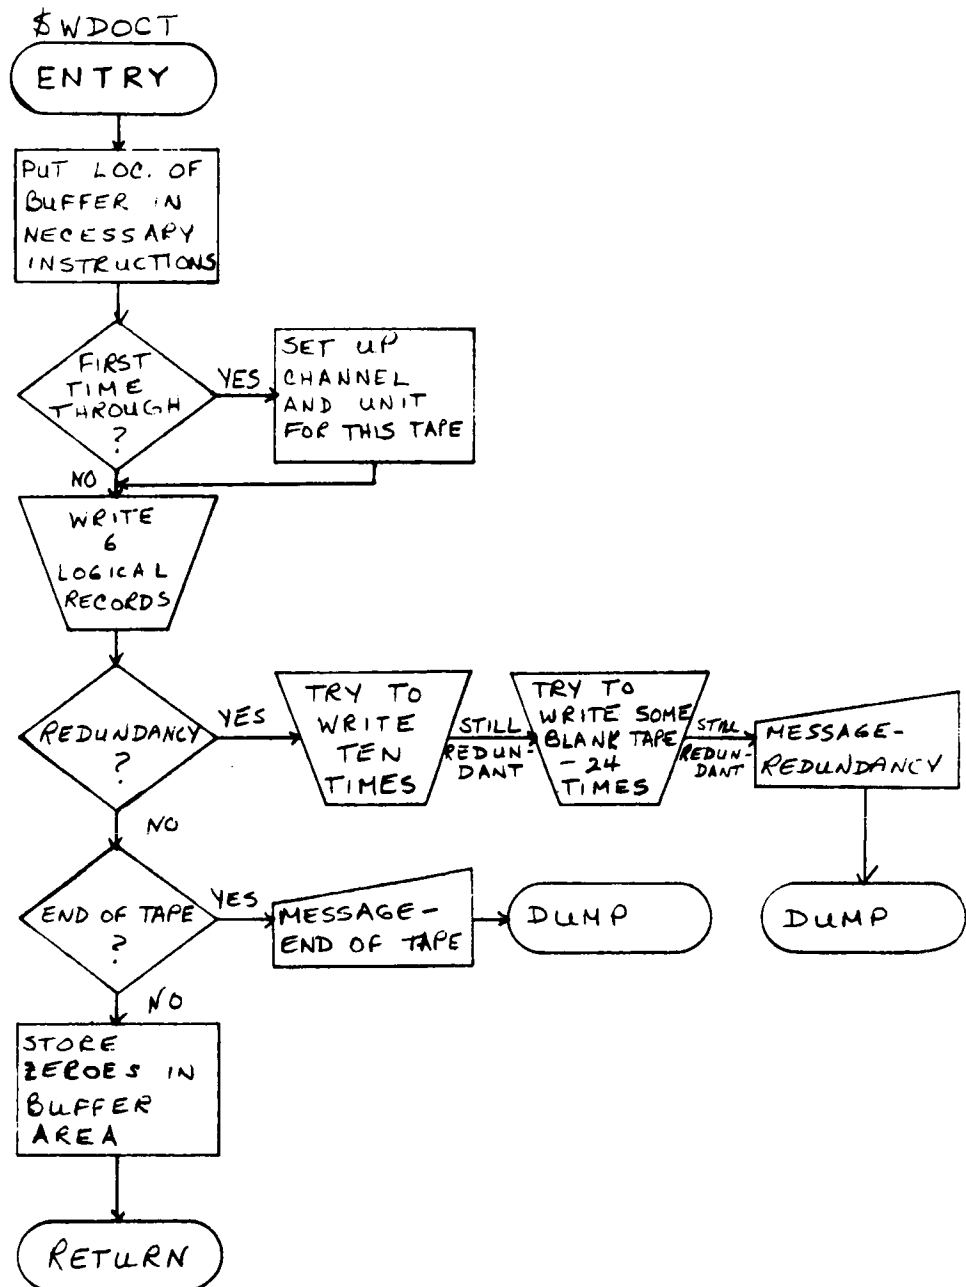 $WDOCT
ENTRY
PUT LOC. OF
BUFFER IN
NECESSARY
INSTRUCTIONS
FIRST
TIME
THROUGH
?
YES
SET UP
CHANNEL
AND UNIT
FOR THIS TAPE
NO
WRITE
6
LOGICAL
RECORDS
REDUNDANCY
?
YES
TRY TO
WRITE
TEN
TIMES
STILL
REDUN-
DANT
TRY TO
WRITE SOME
BLANK TAPE
- 24
TIMES
STILL
REDUN-
DANT
MESSAGE-
REDUNDANCY
DUMP
NO
END OF TAPE
?
YES
MESSAGE-
END OF TAPE
DUMP
NO
STORE
ZEROES IN
BUFFER
AREA
RETURN